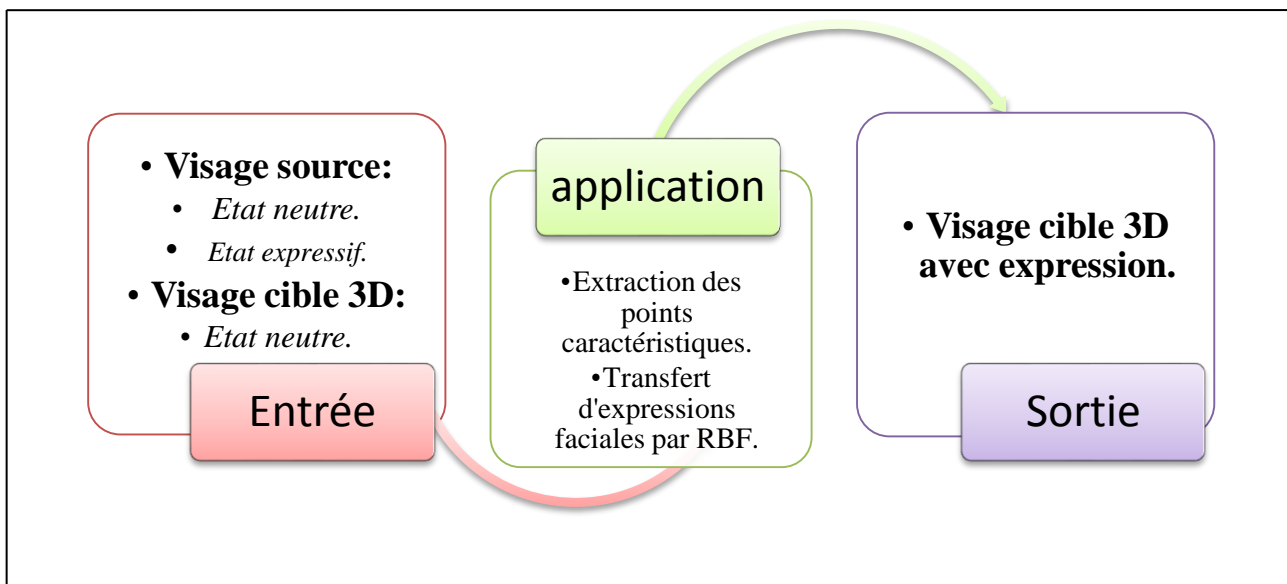 • Visage source:
• Etat neutre.
• Etat expressif.
• Visage cible 3D:
• Etat neutre.
Entrée
application
•Extraction des
points
caractéristiques.
•Transfert
d'expressions
faciales par RBF.
• Visage cible 3D
avec expression.
Sortie